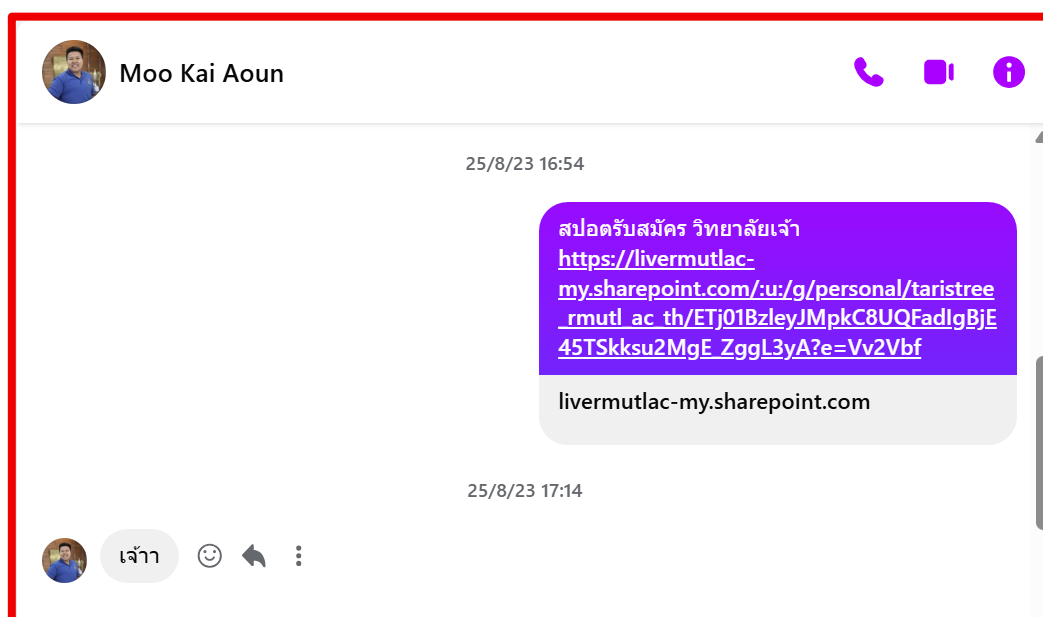 Moo Kai Aoun
25/8/23 16:54
สปอตรับสมัคร วิทยาลัยเจ้า
https://livermutlac-
my.sharepoint.com/:u:/g/personal/taristree
_rmutl_ac_th/ETj01BzleyJMpkC8UQFadIgBjE
45TSkksu2MgE_ZggL3yA?e=Vv2Vbf
livermutlac-my.sharepoint.com
25/8/23 17:14
เจ้าา